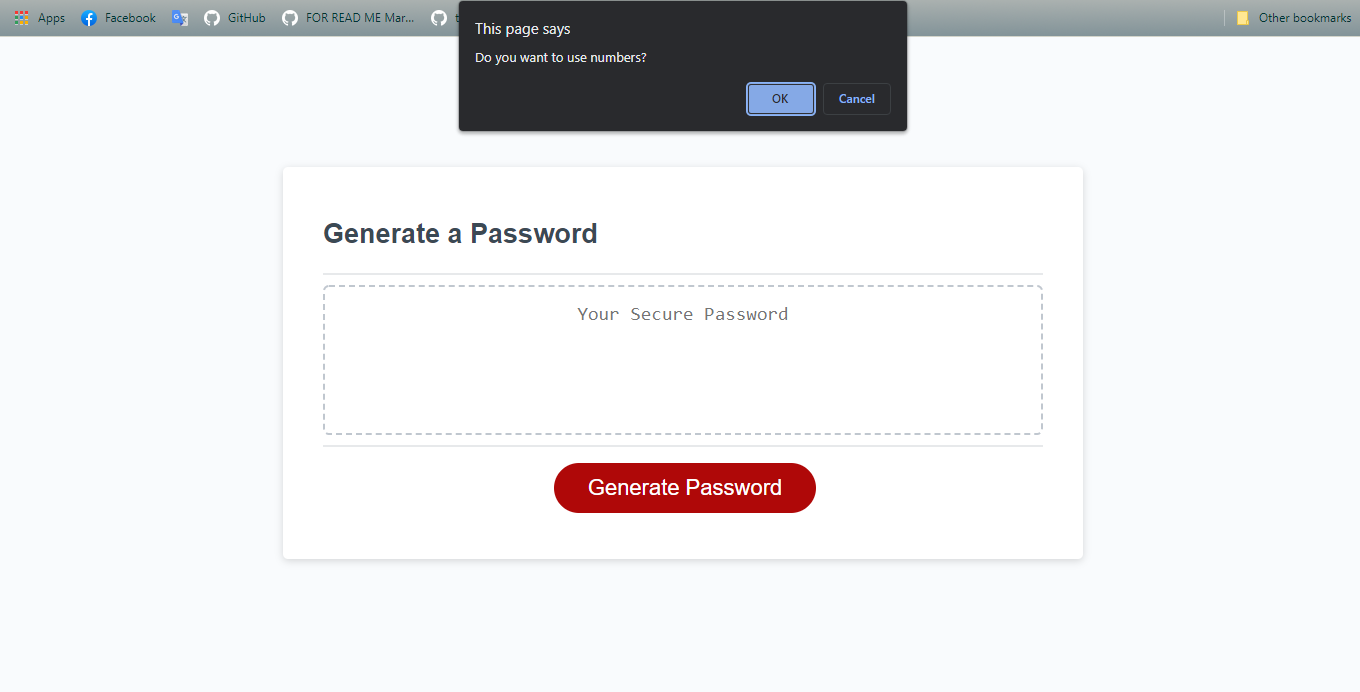 Apps Facebook GitHub FOR READ ME Mar... Other bookmarks
This page says
Do you want to use numbers?
OK Cancel
Generate a Password
Your Secure Password
Generate Password